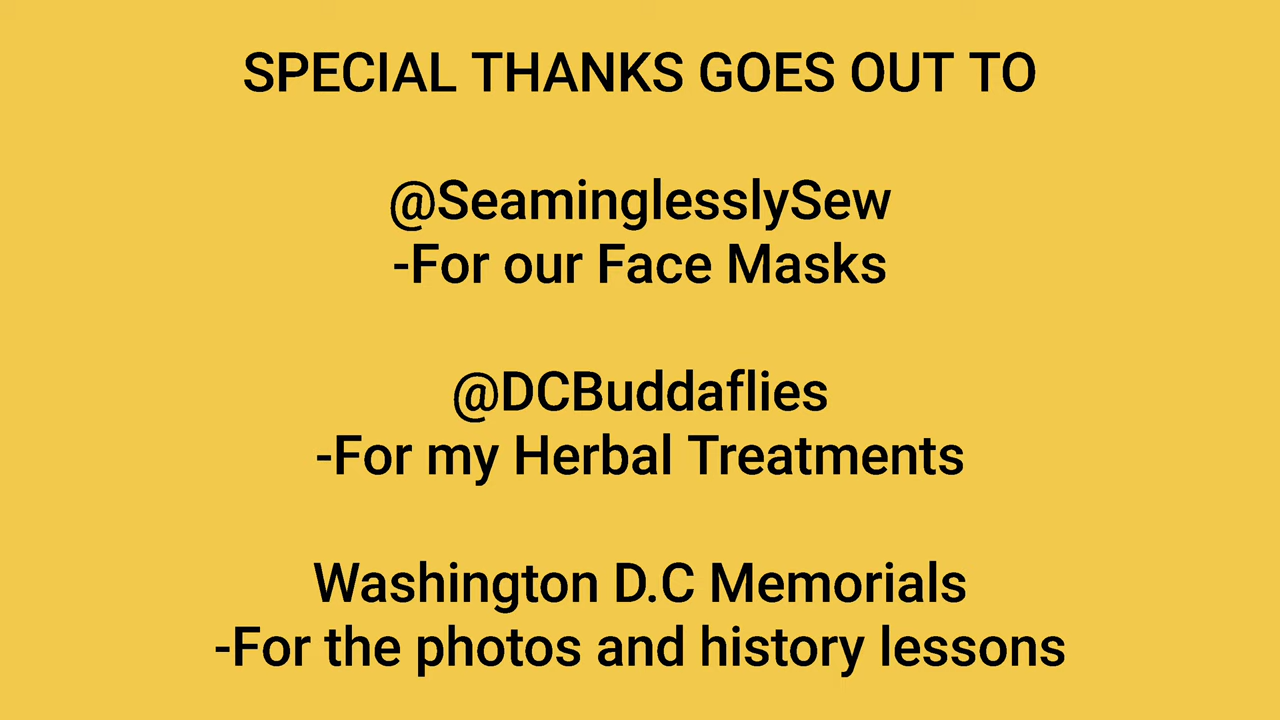 SPECIAL THANKS GOES OUT TO
@SeaminglesslySew
-For our Face Masks
@DCBuddaflies
-For my Herbal Treatments
Washington D.C Memorials
-For the photos and history lessons